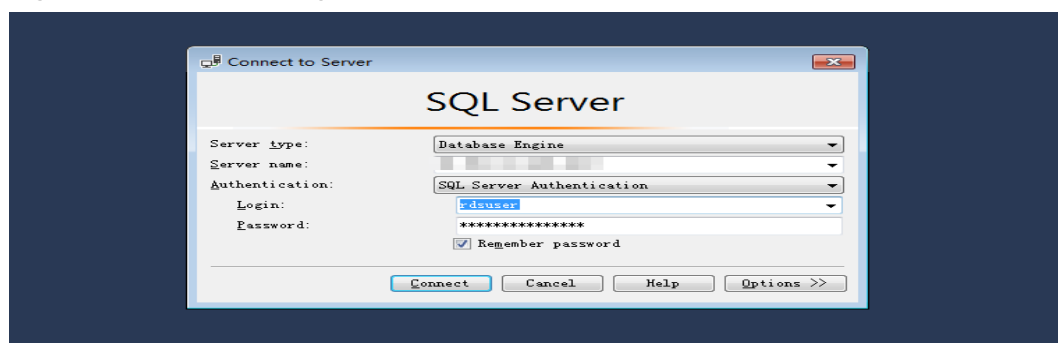 Connect to Server
SQL Server
Server type: Database Engine
Server name:
Authentication: SQL Server Authentication
Login: rdsuser
Password: ***************
Remember password
Connect Cancel Help Options >>